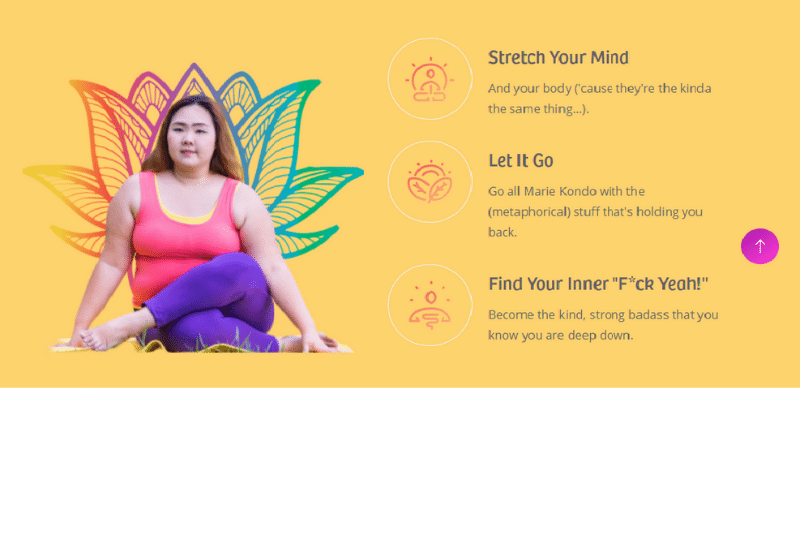 Stretch Your Mind
And your body ('cause they're the kinda
the same thing...).
Let It Go
Go all Marie Kondo with the
(metaphorical) stuff that's holding you
back.
Find Your Inner "F*ck Yeah!"
Become the kind, strong badass that you
know you are deep down.